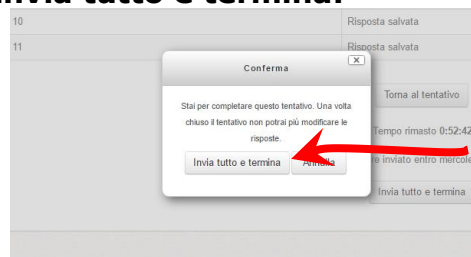 Invia tutto e termina.
10 Risposta salvata
11 Risposta salvata
Conferma
Torna al tentativo
Stai per completare questo tentativo. Una volta
chiuso il tentativo non potrai più modificare le
risposte.
Tempo rimasto 0:52:42
Invia tutto e termina Annulla
inviato entro
Invia tutto e termina